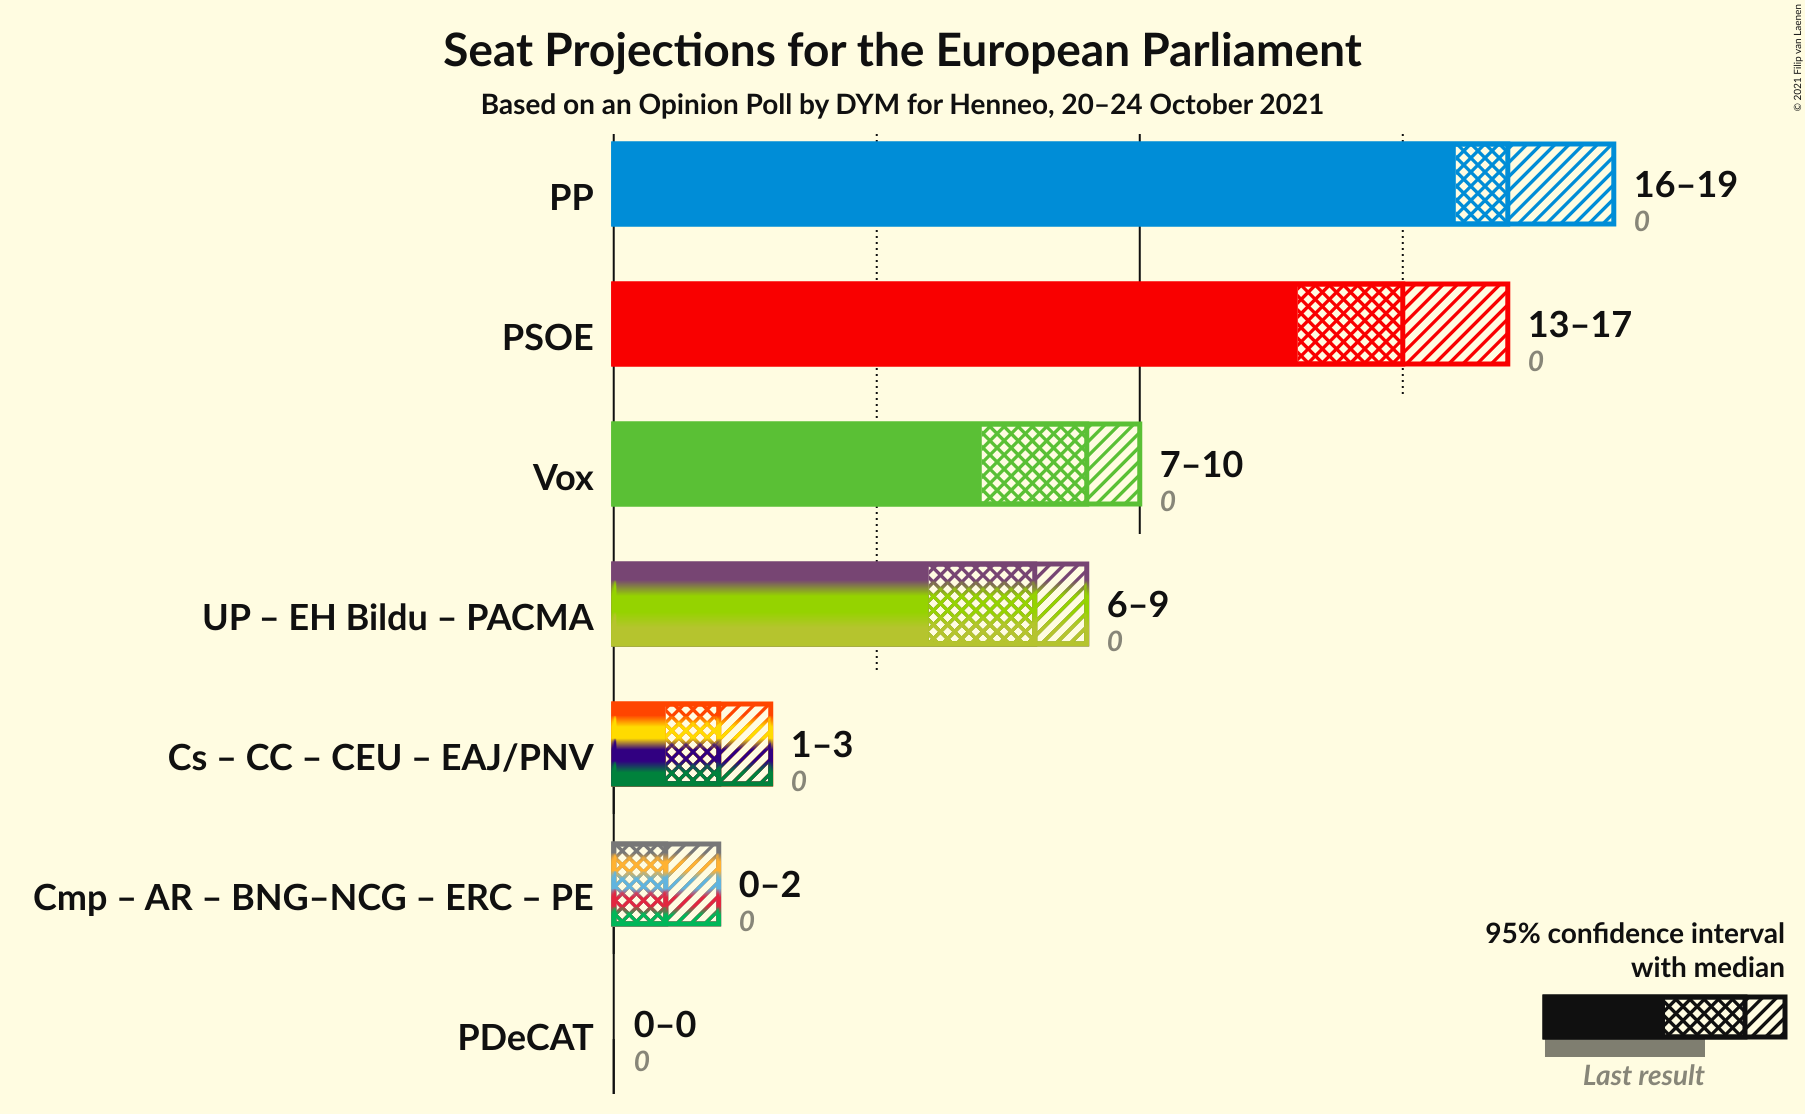 Seat Projections for the European Parliament
Based on an Opinion Poll by DYM for Henneo, 20–24 October 2021
© 2021 Filip van Laenen
PP
16–19
0
PSOE
13–17
0
Vox
7–10
0
UP – EH Bildu – PACMA
6–9
0
Cs – CC – CEU – EAJ/PNV
1–3
0
Cmp – AR – BNG–NCG – ERC – PE
0–2
0
PDeCAT
0–0
0
95% confidence interval
with median
Last result